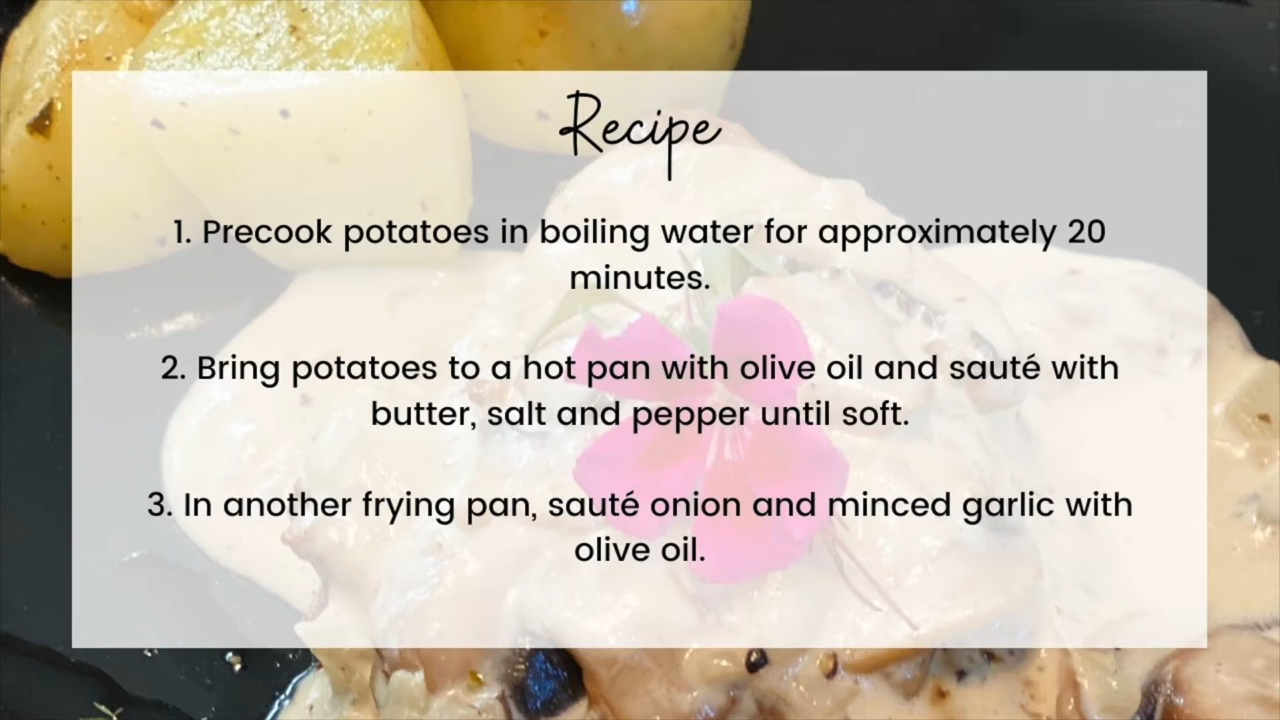 Recipe
1. Precook potatoes in boiling water for approximately 20
minutes.
2. Bring potatoes to a hot pan with olive oil and sauté with
butter, salt and pepper until soft.
3. In another frying pan, sauté onion and minced garlic with
olive oil.